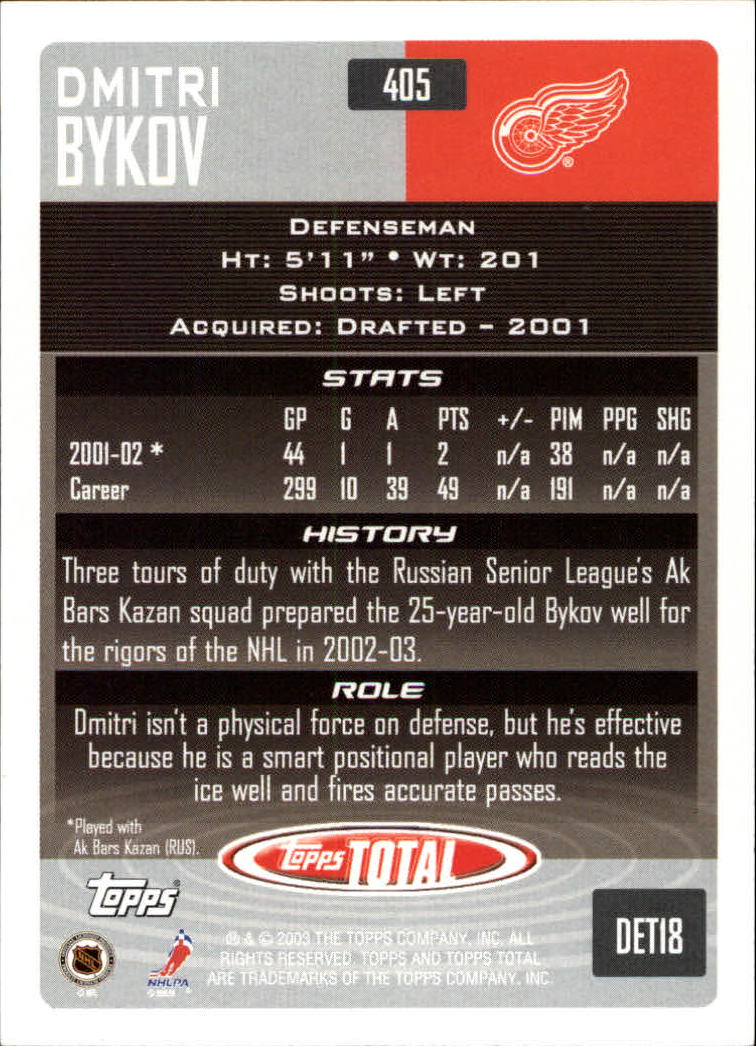 DMITRI
BYKOV
405
®
DEFENSEMAN
HT: 5'11" • WT: 201
SHOOTS: LEFT
ACQUIRED: DRAFTED – 2001
STATS
GP G A PTS +/- PIM PPG SHG
2001-02 * 44 1 1 2 n/a 38 n/a n/a
Career 299 10 39 49 n/a 191 n/a n/a
HISTORY
Three tours of duty with the Russian Senior League's Ak
Bars Kazan squad prepared the 25-year-old Bykov well for
the rigors of the NHL in 2002-03.
ROLE
Dmitri isn't a physical force on defense, but he's effective
because he is a smart positional player who reads the
ice well and fires accurate passes.
*Played with
Ak Bars Kazan (RUS).
topps TOTAL
topps®
DET18
NHL
NHLPA
® & © 2003 THE TOPPS COMPANY, INC. ALL
RIGHTS RESERVED. TOPPS AND TOPPS TOTAL
ARE TRADEMARKS OF THE TOPPS COMPANY, INC.